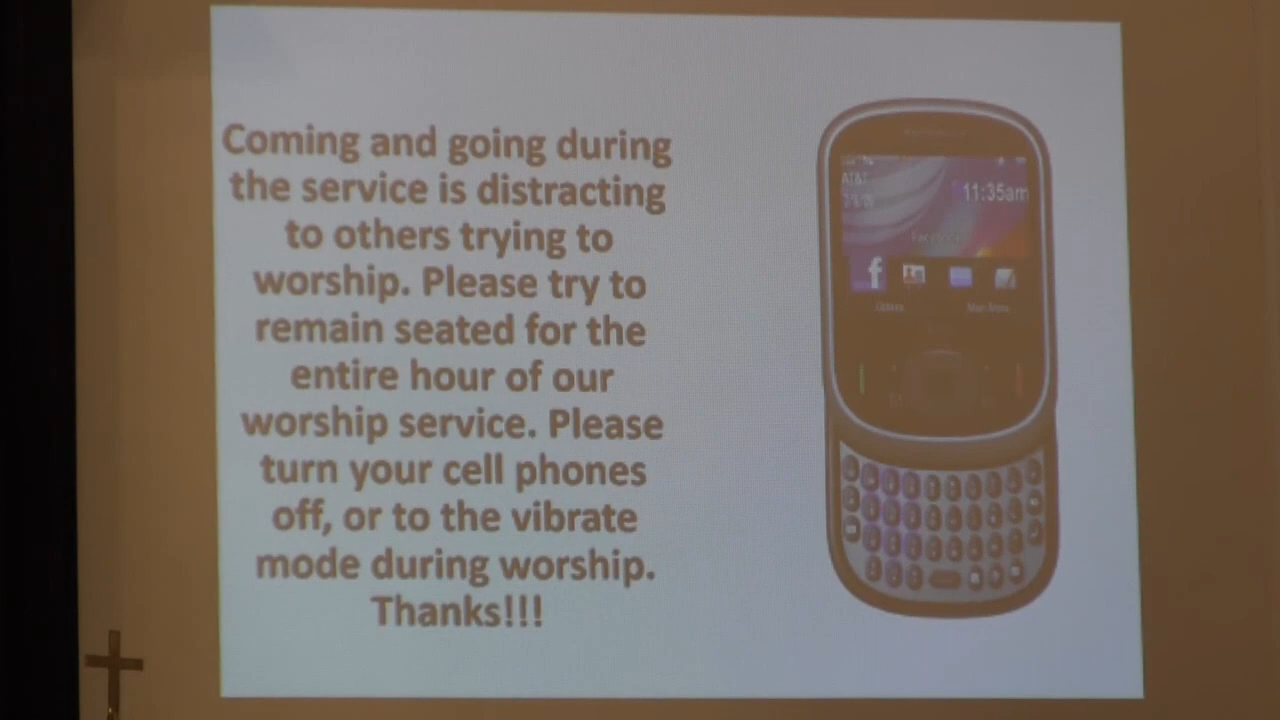 Coming and going during
the service is distracting
to others trying to
worship. Please try to
remain seated for the
entire hour of our
worship service. Please
turn your cell phones
off, or to the vibrate
mode during worship.
Thanks!!!
AT&T
11:35am
Facebook
f